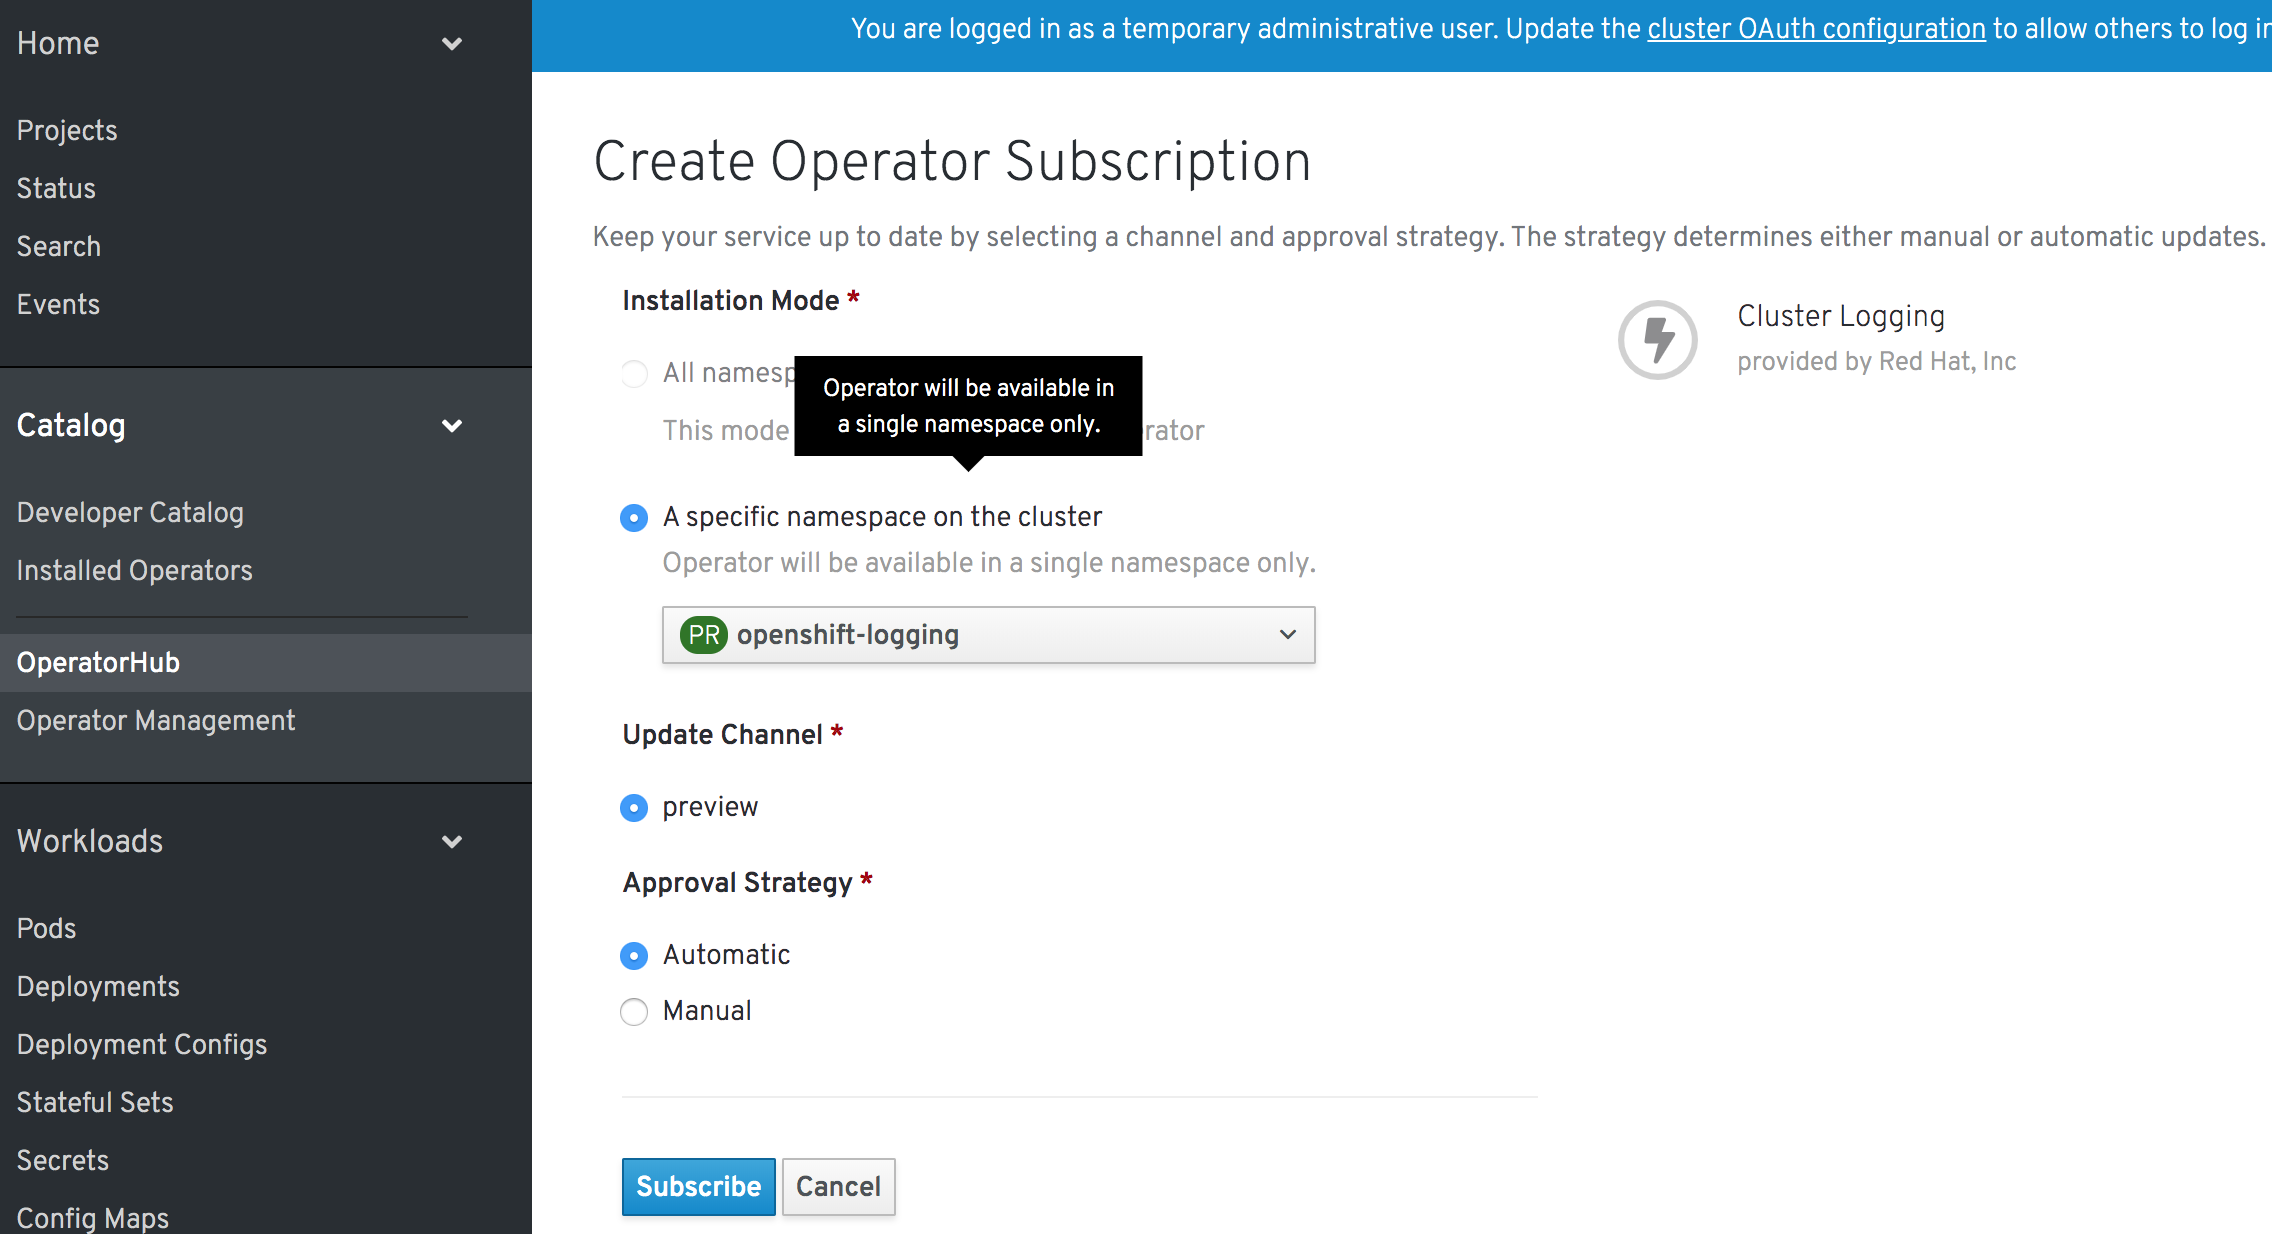 Home
Projects
Status
Search
Events
Catalog
Developer Catalog
Installed Operators
OperatorHub
Operator Management
Workloads
Pods
Deployments
Deployment Configs
Stateful Sets
Secrets
Config Maps
You are logged in as a temporary administrative user. Update the cluster OAuth configuration to allow others to log
Create Operator Subscription
Keep your service up to date by selecting a channel and approval strategy. The strategy determines either manual or automatic updates.
Installation Mode *
All
Operator will be available in
a single namespace only.
This mode
A specific namespace on the cluster
Operator will be available in a single namespace only.
PR openshift-logging
Update Channel *
preview
Approval Strategy *
Automatic
Manual
Subscribe Cancel
Cluster Logging
provided by Red Hat, Inc